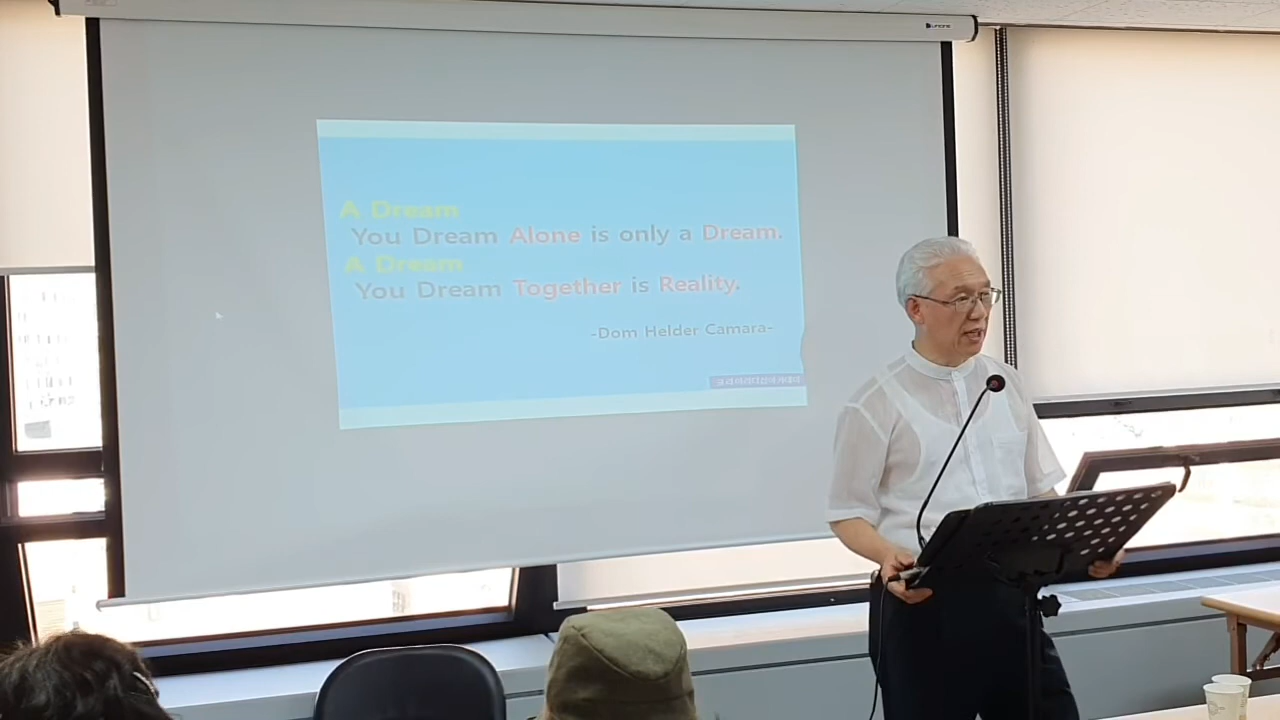 A Dream
You Dream Alone is only a Dream.
A Dream
You Dream Together is Reality.
-Dom Helder Camara-